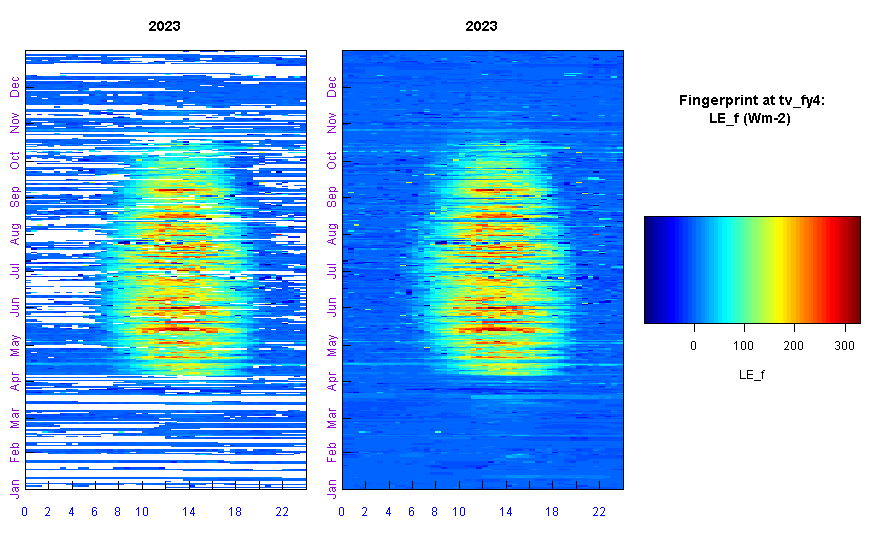 2023
2023
Jan Feb Mar Apr May Jun Jul Aug Sep Oct Nov Dec
0 2 4 6 8 10 14 18 22
Jan Feb Mar Apr May Jun Jul Aug Sep Oct Nov Dec
0 2 4 6 8 10 14 18 22
Fingerprint at tv_fy4:
LE_f (Wm-2)
0 100 200 300
LE_f